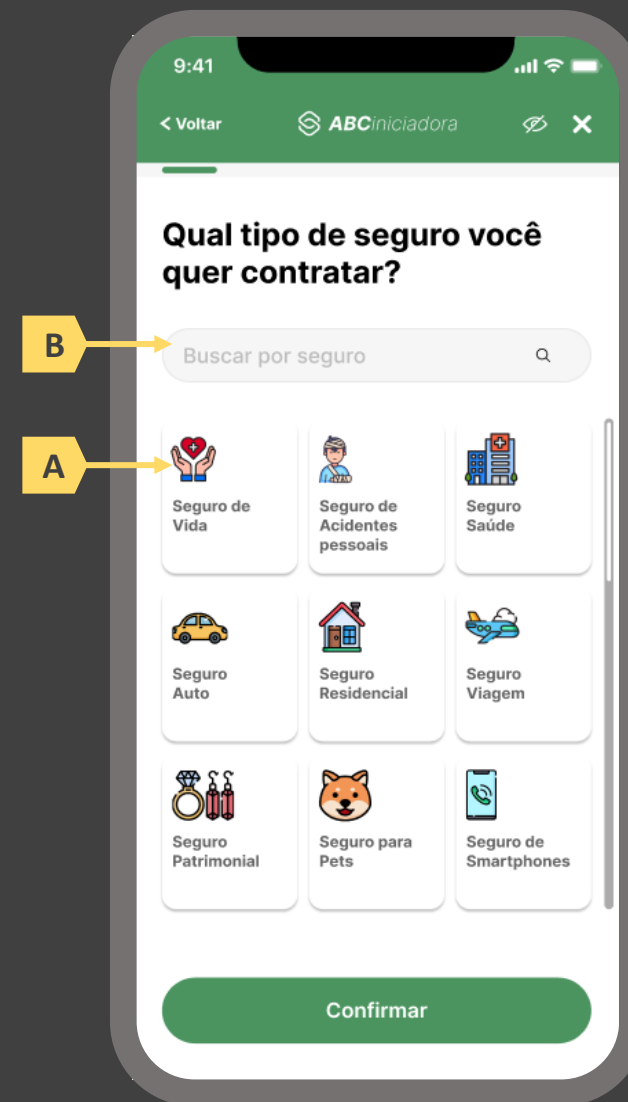 9:41
< Voltar
ABCiniciadora
Qual tipo de seguro você
quer contratar?
B
Buscar por seguro
A
Seguro de
Vida
Seguro de
Acidentes
pessoais
Seguro
Saúde
Seguro
Auto
Seguro
Residencial
Seguro
Viagem
Seguro
Patrimonial
Seguro para
Pets
Seguro de
Smartphones
Confirmar